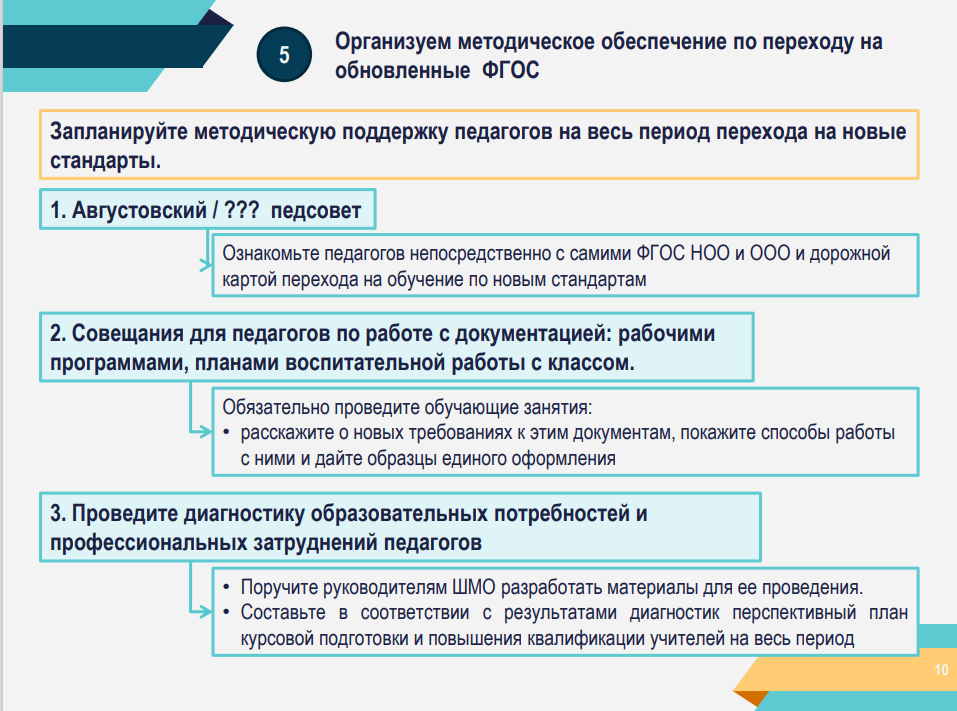 5
Организуем методическое обеспечение по переходу на
обновленные ФГОС
Запланируйте методическую поддержку педагогов на весь период перехода на новые
стандарты.
1. Августовский / ??? педсовет
Ознакомьте педагогов непосредственно с самими ФГОС НОО и ООО и дорожной
картой перехода на обучение по новым стандартам
2. Совещания для педагогов по работе с документацией: рабочими
программами, планами воспитательной работы с классом.
Обязательно проведите обучающие занятия:
• расскажите о новых требованиях к этим документам, покажите способы работы
с ними и дайте образцы единого оформления
3. Проведите диагностику образовательных потребностей и
профессиональных затруднений педагогов
• Поручите руководителям ШМО разработать материалы для ее проведения.
• Составьте в соответствии с результатами диагностик перспективный план
курсовой подготовки и повышения квалификации учителей на весь период
10